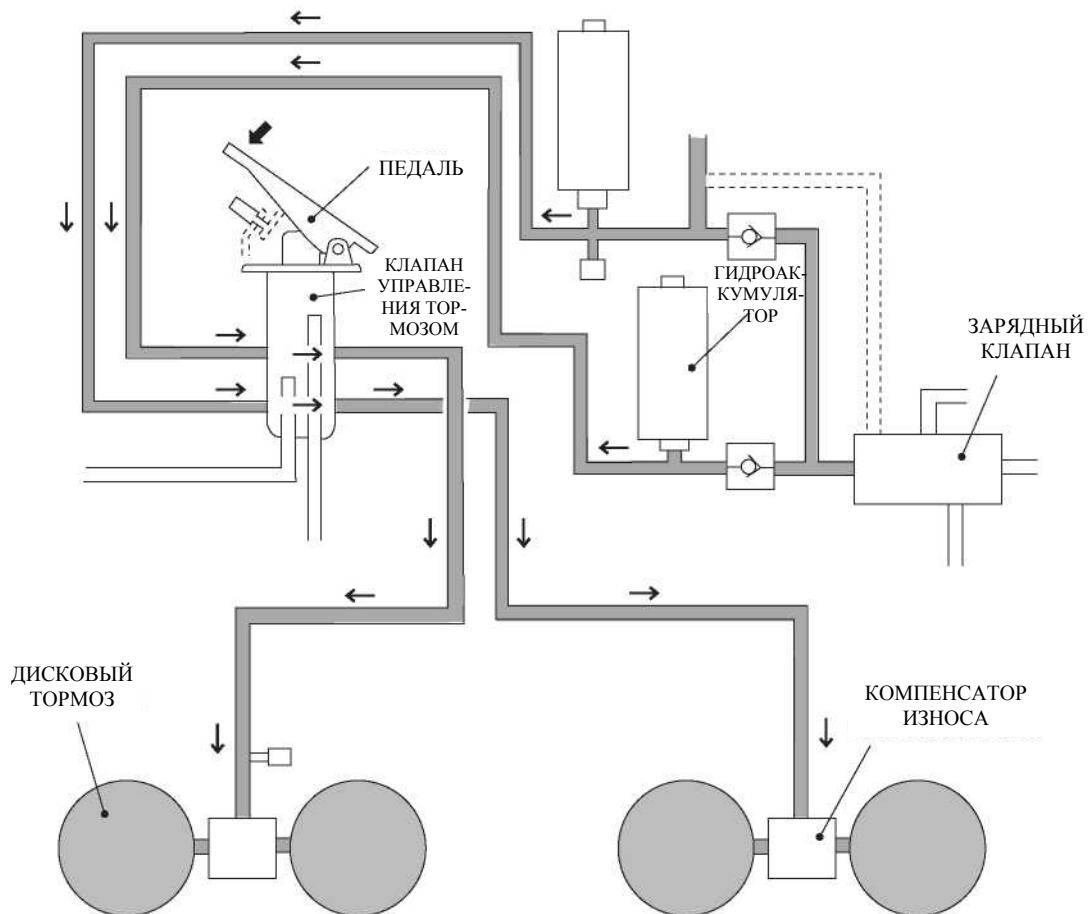 ПЕДАЛЬ
КЛАПАН
УПРАВЛЕ-
НИЯ ТОР-
МОЗОМ
ГИДРОАК-
КУМУЛЯ-
ТОР
ЗАРЯДНЫЙ
КЛАПАН
ДИСКОВЫЙ
ТОРМОЗ
КОМПЕНСАТОР
ИЗНОСА